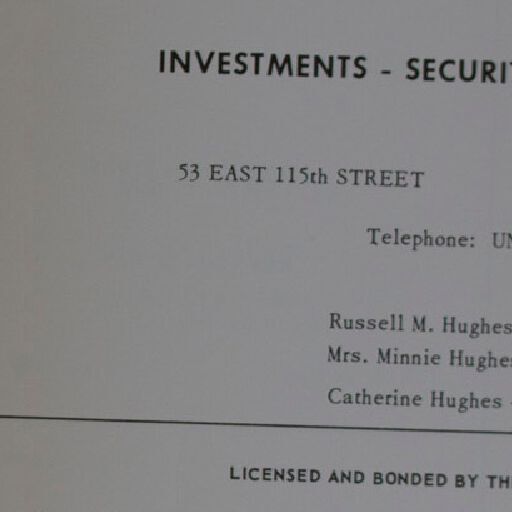 INVESTMENTS - SECURI
53 EAST 115th STREET
Telephone: UN
Russell M. Hughes
Mrs. Minnie Hughes
Catherine Hughes
LICENSED AND BONDED BY TH